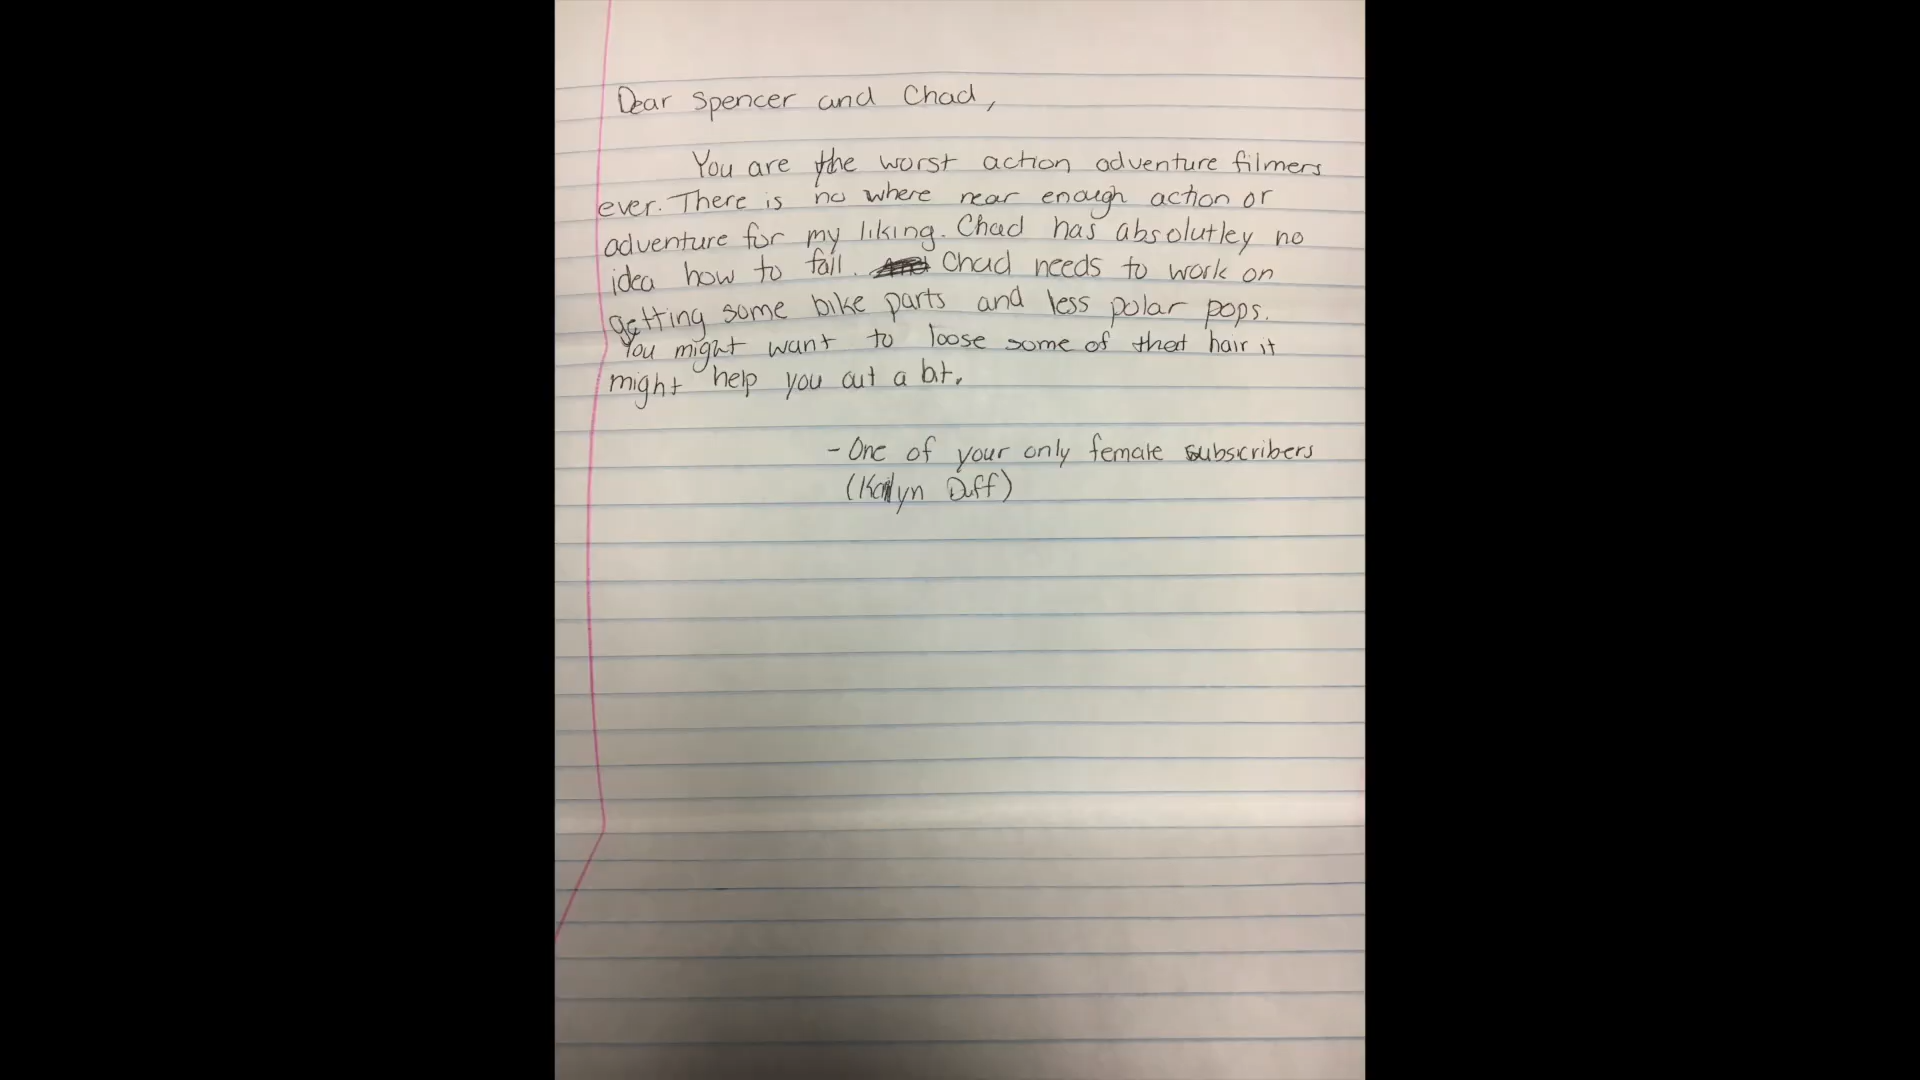 Dear Spencer and Chad,
You are the worst action adventure filmers
ever. There is no where near enough action or
adventure for my liking. Chad has absolutley no
idea how to fall. Chad needs to work on
getting some bike parts and less polar pops.
You might want to loose some of that hair it
might help you out a bit.
- One of your only female subscribers
(Kailyn Duff)